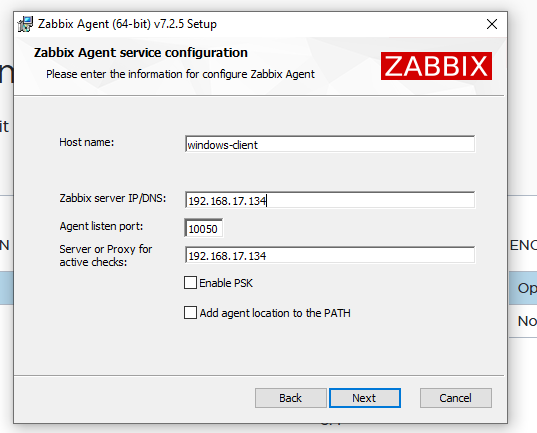 Zabbix Agent (64-bit) v7.2.5 Setup
Zabbix Agent service configuration
Please enter the information for configure Zabbix Agent
ZABBIX
Host name:
windows-client
Zabbix server IP/DNS:
192.168.17.134
Agent listen port:
10050
Server or Proxy for
active checks:
192.168.17.134
Enable PSK
Add agent location to the PATH
Back
Next
Cancel
n
it
N
ENC
Op
No